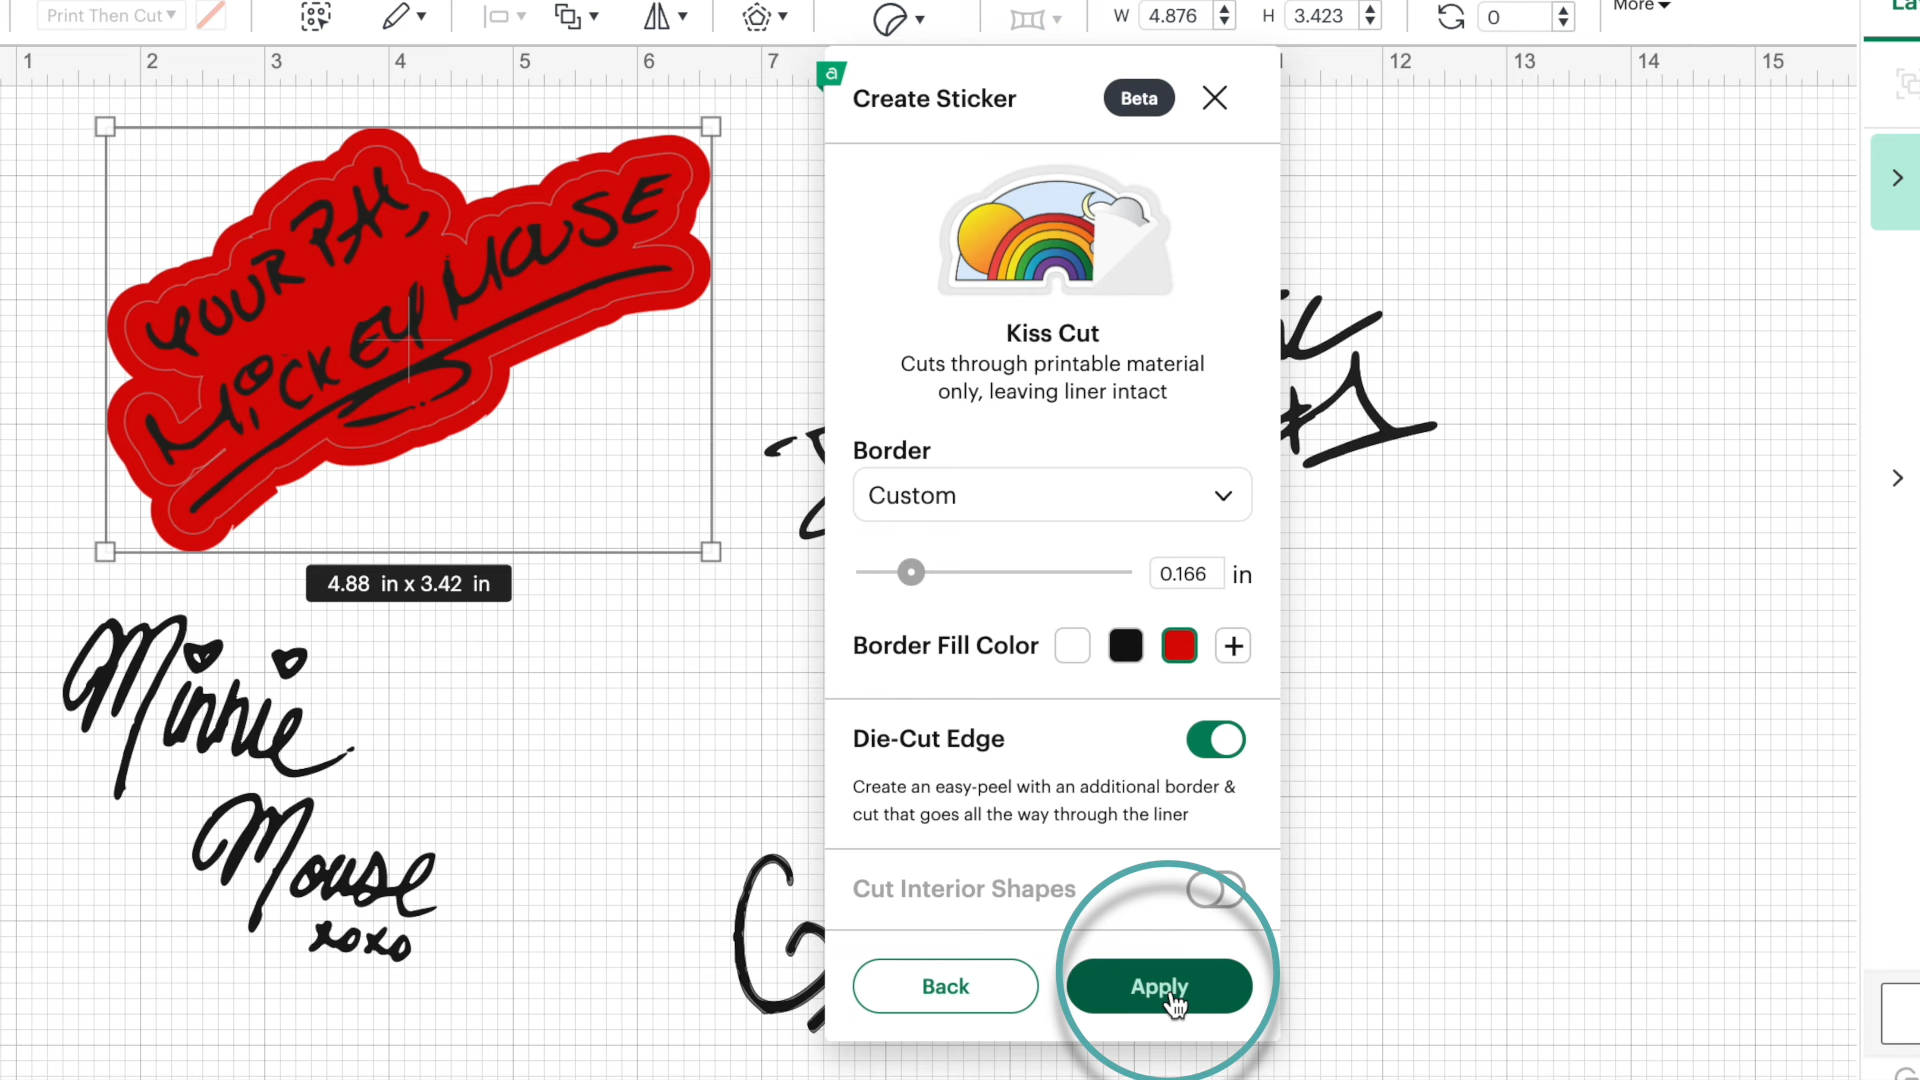 Print Then Cut
W 4.876
H 3.423
0
More
1 2 3 4 5 6 7 12 13 14 15
a
Create Sticker Beta
YOUR PAL,
MICKEY MOUSE
4.88 in x 3.42 in
Minnie
Mouse
xoxo
Kiss Cut
Cuts through printable material
only, leaving liner intact
Border
Custom
0.166 in
Border Fill Color
Die-Cut Edge
Create an easy-peel with an additional border &
cut that goes all the way through the liner
Cut Interior Shapes
Back
Apply